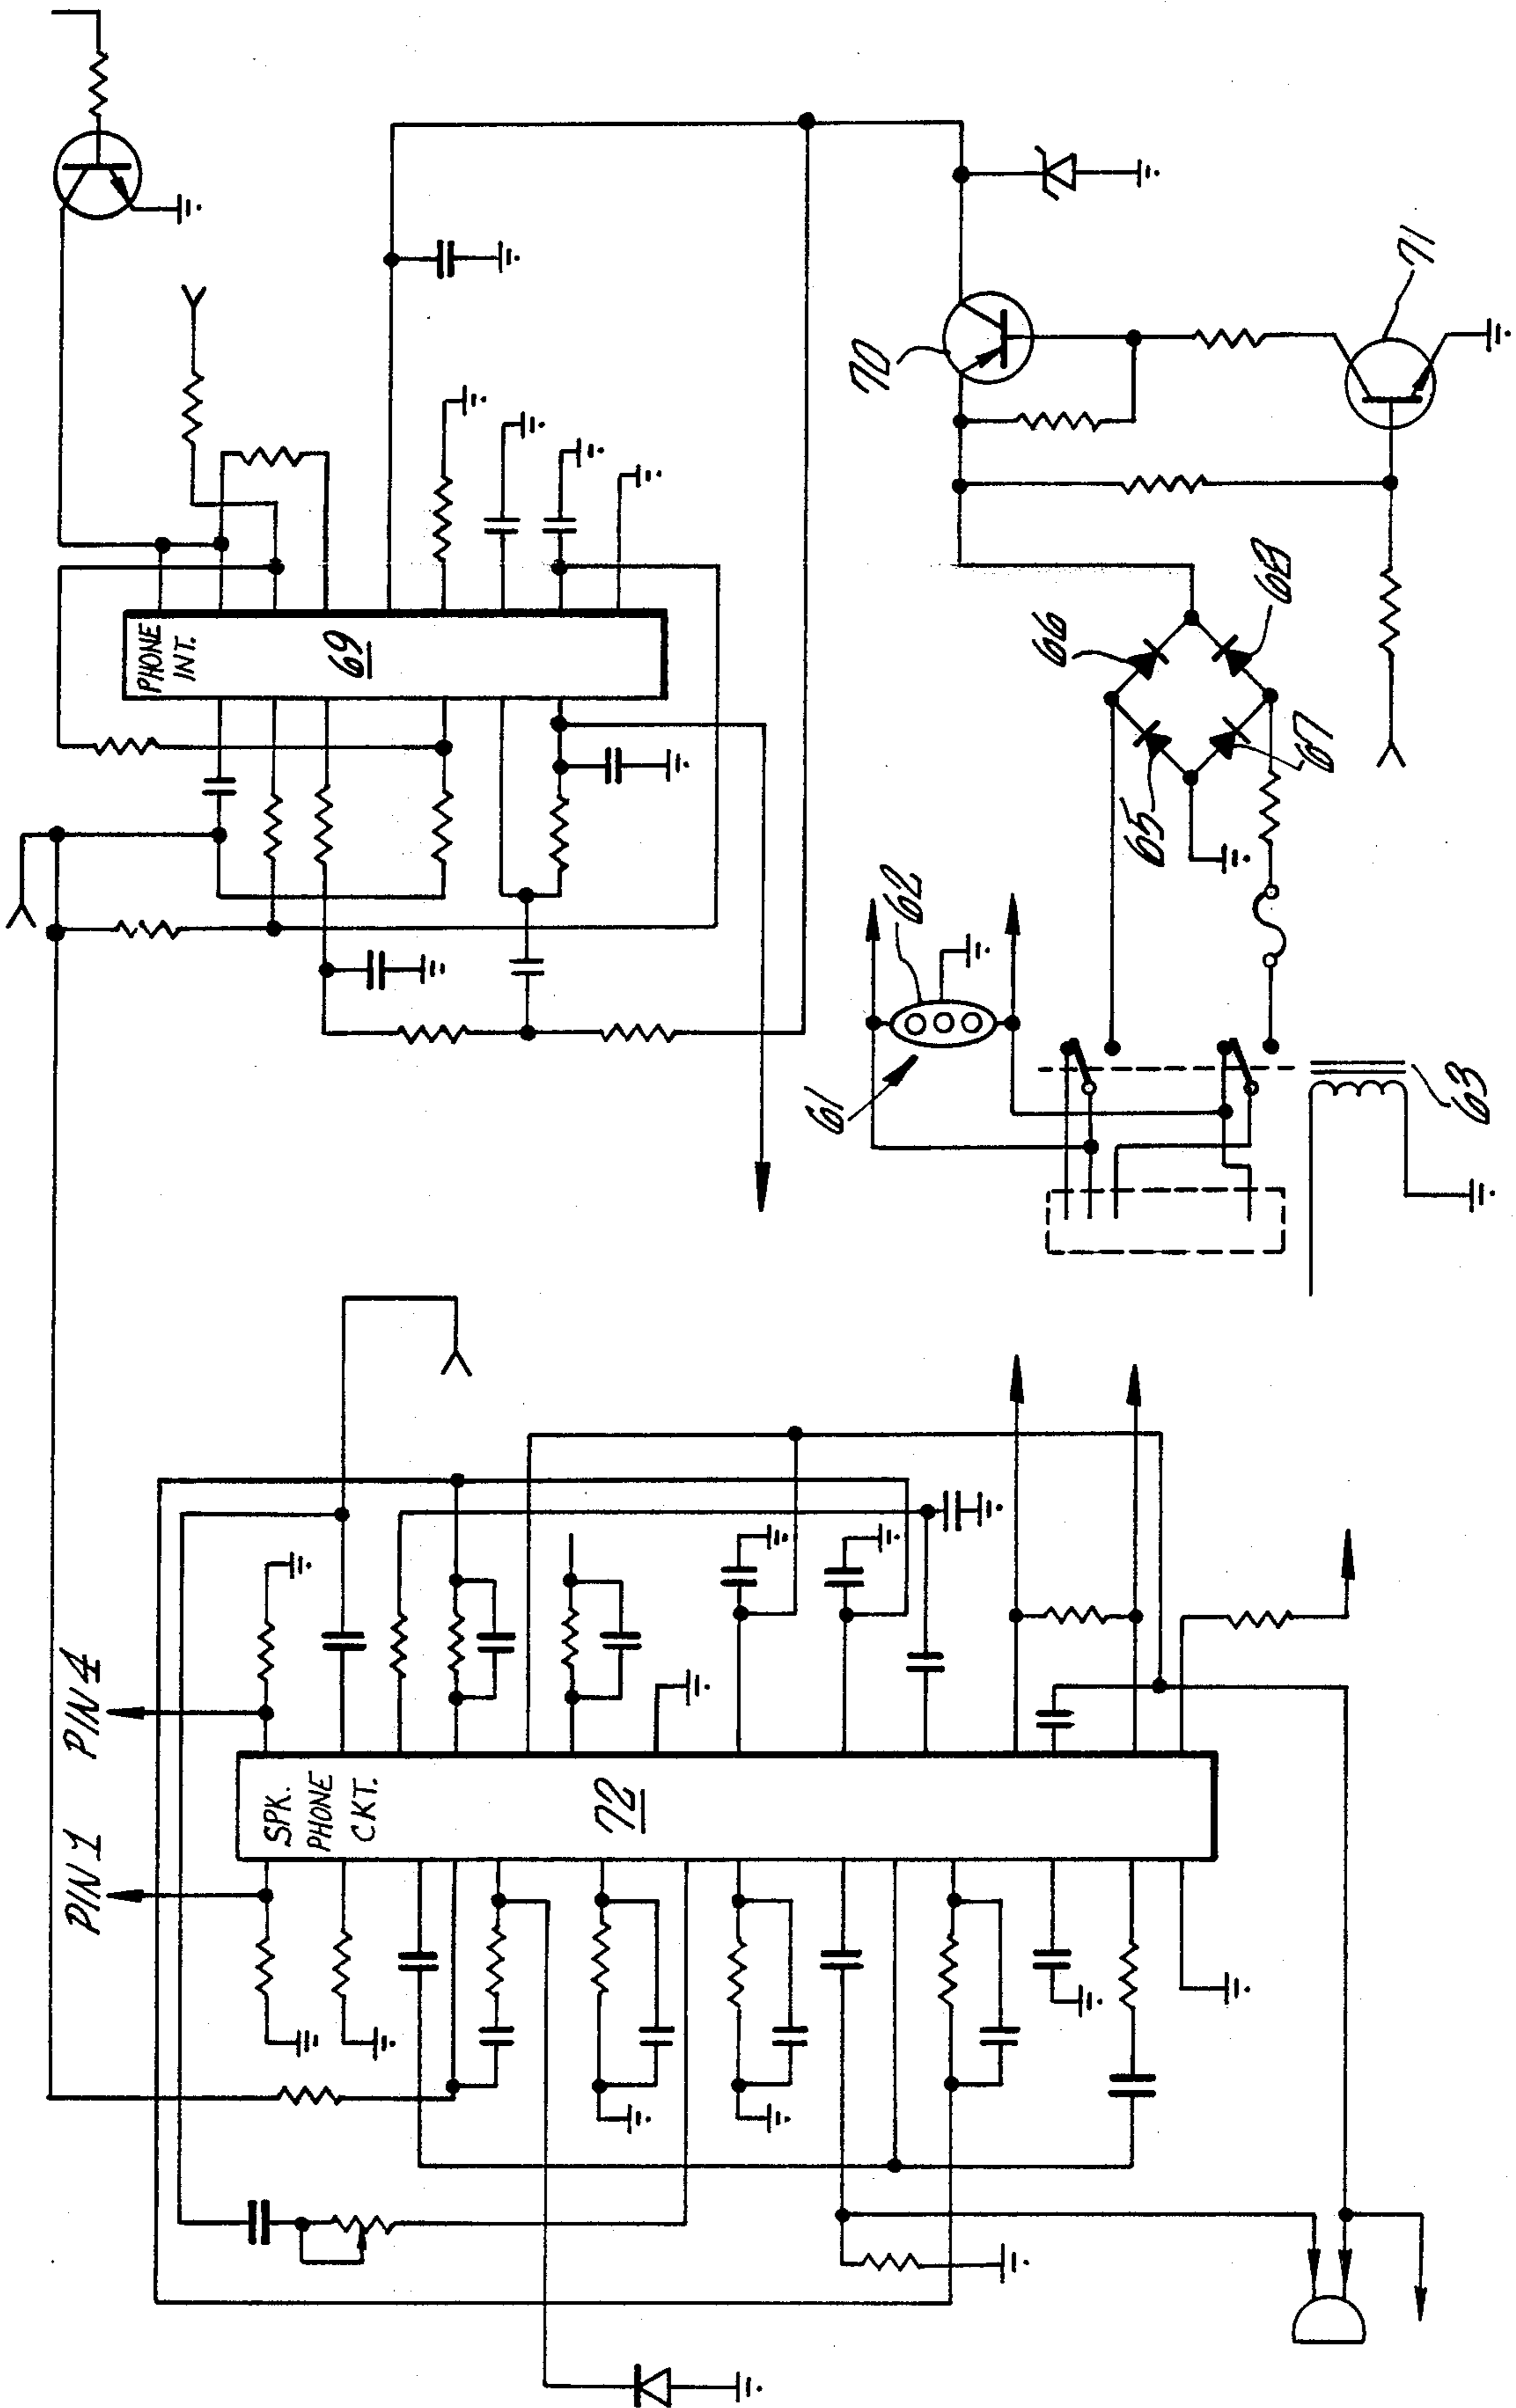 PHONE
INT.
69
70
71
66
68
65
67
62
61
63
PIN 4
PIN 1
SPK.
PHONE
CKT.
72